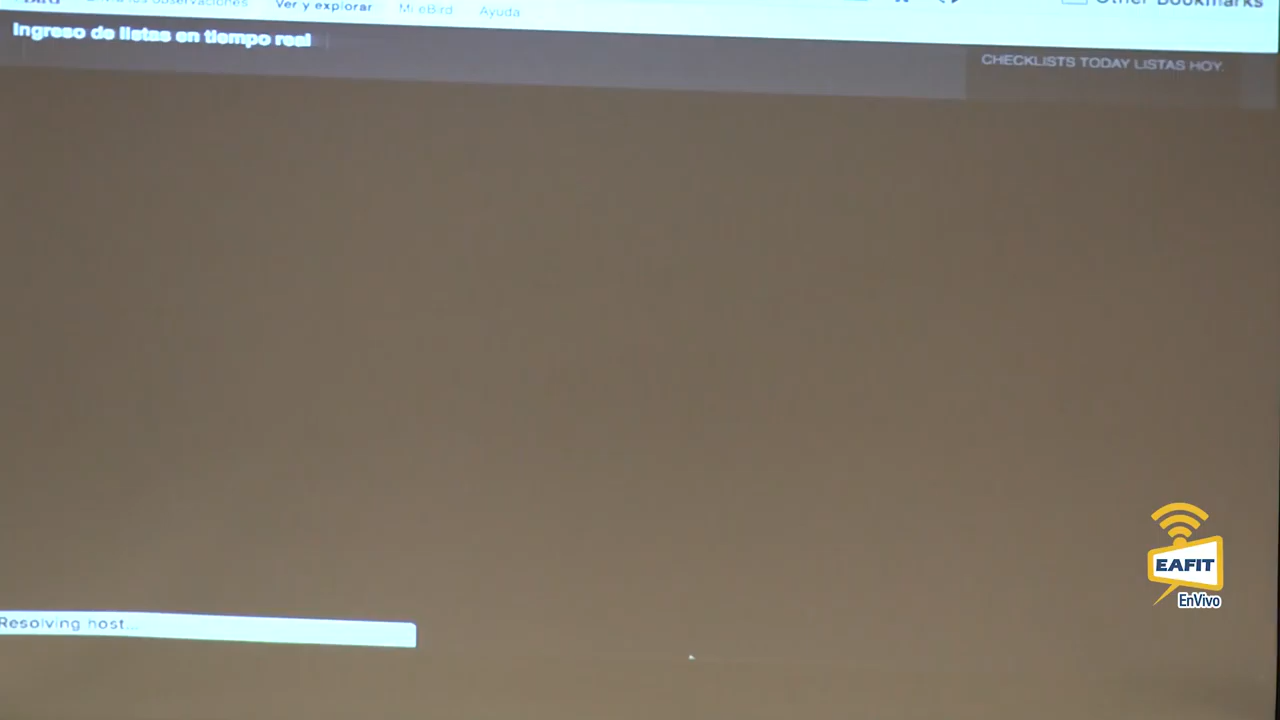 observaciones Ver y explorar Mi eBird Ayuda Other Bookmarks
Ingreso de listas en tiempo real
CHECKLISTS TODAY LISTAS HOY.
EAFIT
EnVivo
Resolving host...